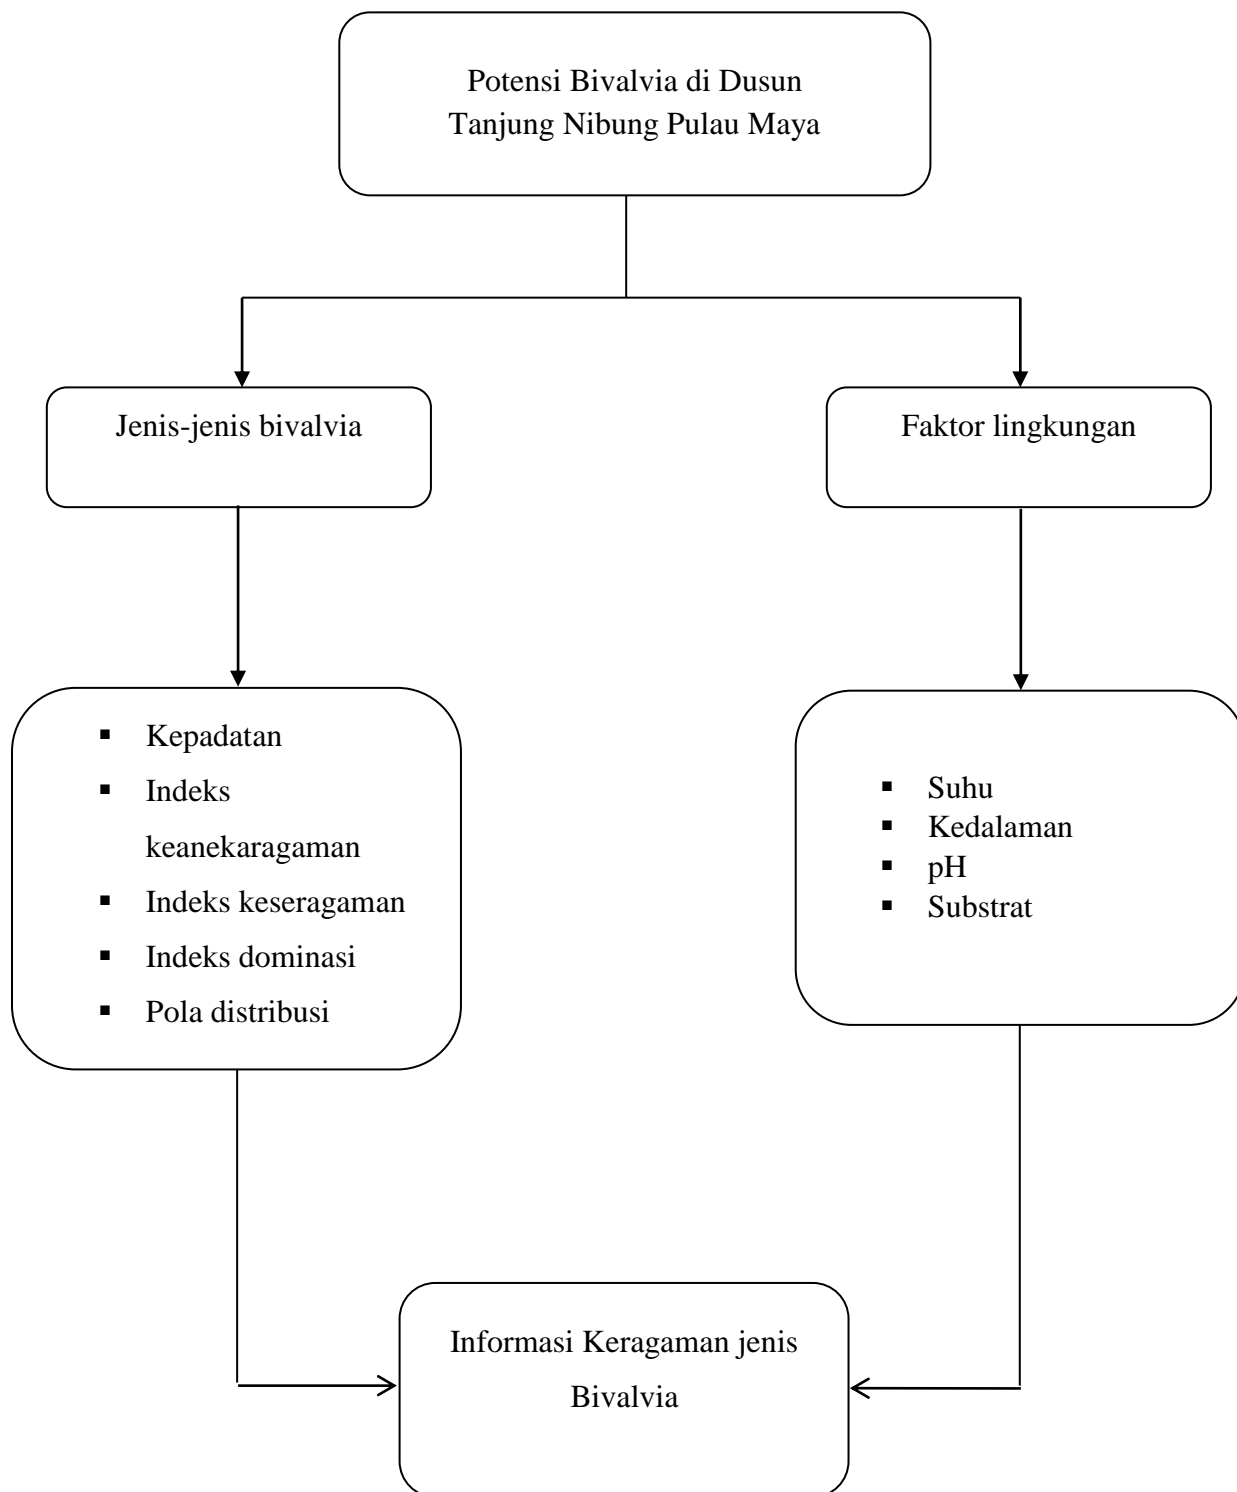 Potensi Bivalvia di Dusun
Tanjung Nibung Pulau Maya
Jenis-jenis bivalvia
Faktor lingkungan
▪ Kepadatan
▪ Indeks
keanekaragaman
▪ Indeks keseragaman
▪ Indeks dominasi
▪ Pola distribusi
▪ Suhu
▪ Kedalaman
▪ pH
▪ Substrat
Informasi Keragaman jenis
Bivalvia